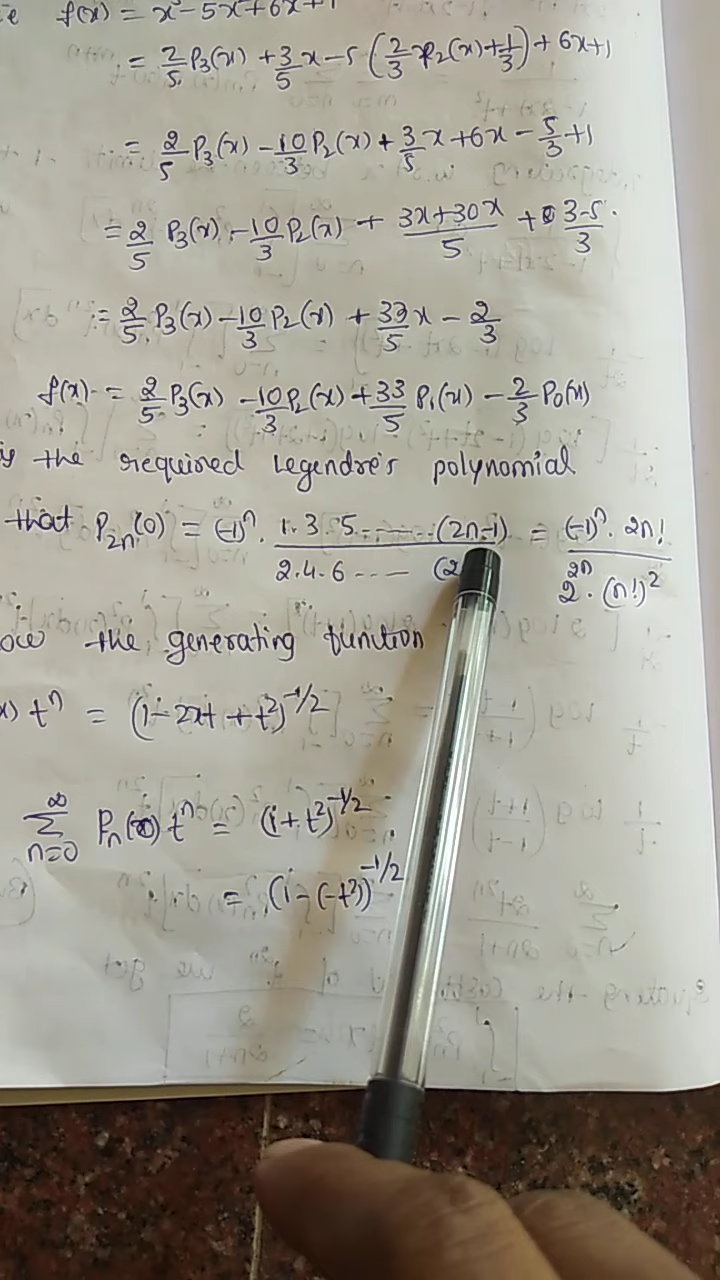 f(x) = x³-5x²+6x+1
= 2/5 P₃(x) + 3/5 x - 5 (2/3 P₂(x) + 1/3) + 6x+1
= 2/5 P₃(x) - 10/3 P₂(x) + 3/5 x + 6x - 5/3 + 1
= 2/5 P₃(x) - 10/3 P₂(x) + 3x+30x/5 + 3-5/3
= 2/5 P₃(x) - 10/3 P₂(x) + 33/5 x - 2/3
f(x) = 2/5 P₃(x) - 10/3 P₂(x) + 33/5 P₁(x) - 2/3 P₀(x)
the required Legendre's polynomial
that P₂ₙ(0) = (-1)ⁿ. 1.3.5.... (2n-1)/2.4.6---- (2 = (-1)ⁿ. 2n!/2²ⁿ.(n!)²
the generating function
tⁿ = (1-2xt+t²)^-1/2
∞Σn=0 Pₙ(0) tⁿ = (1+t²)^-1/2
= (1-(-t²))^-1/2